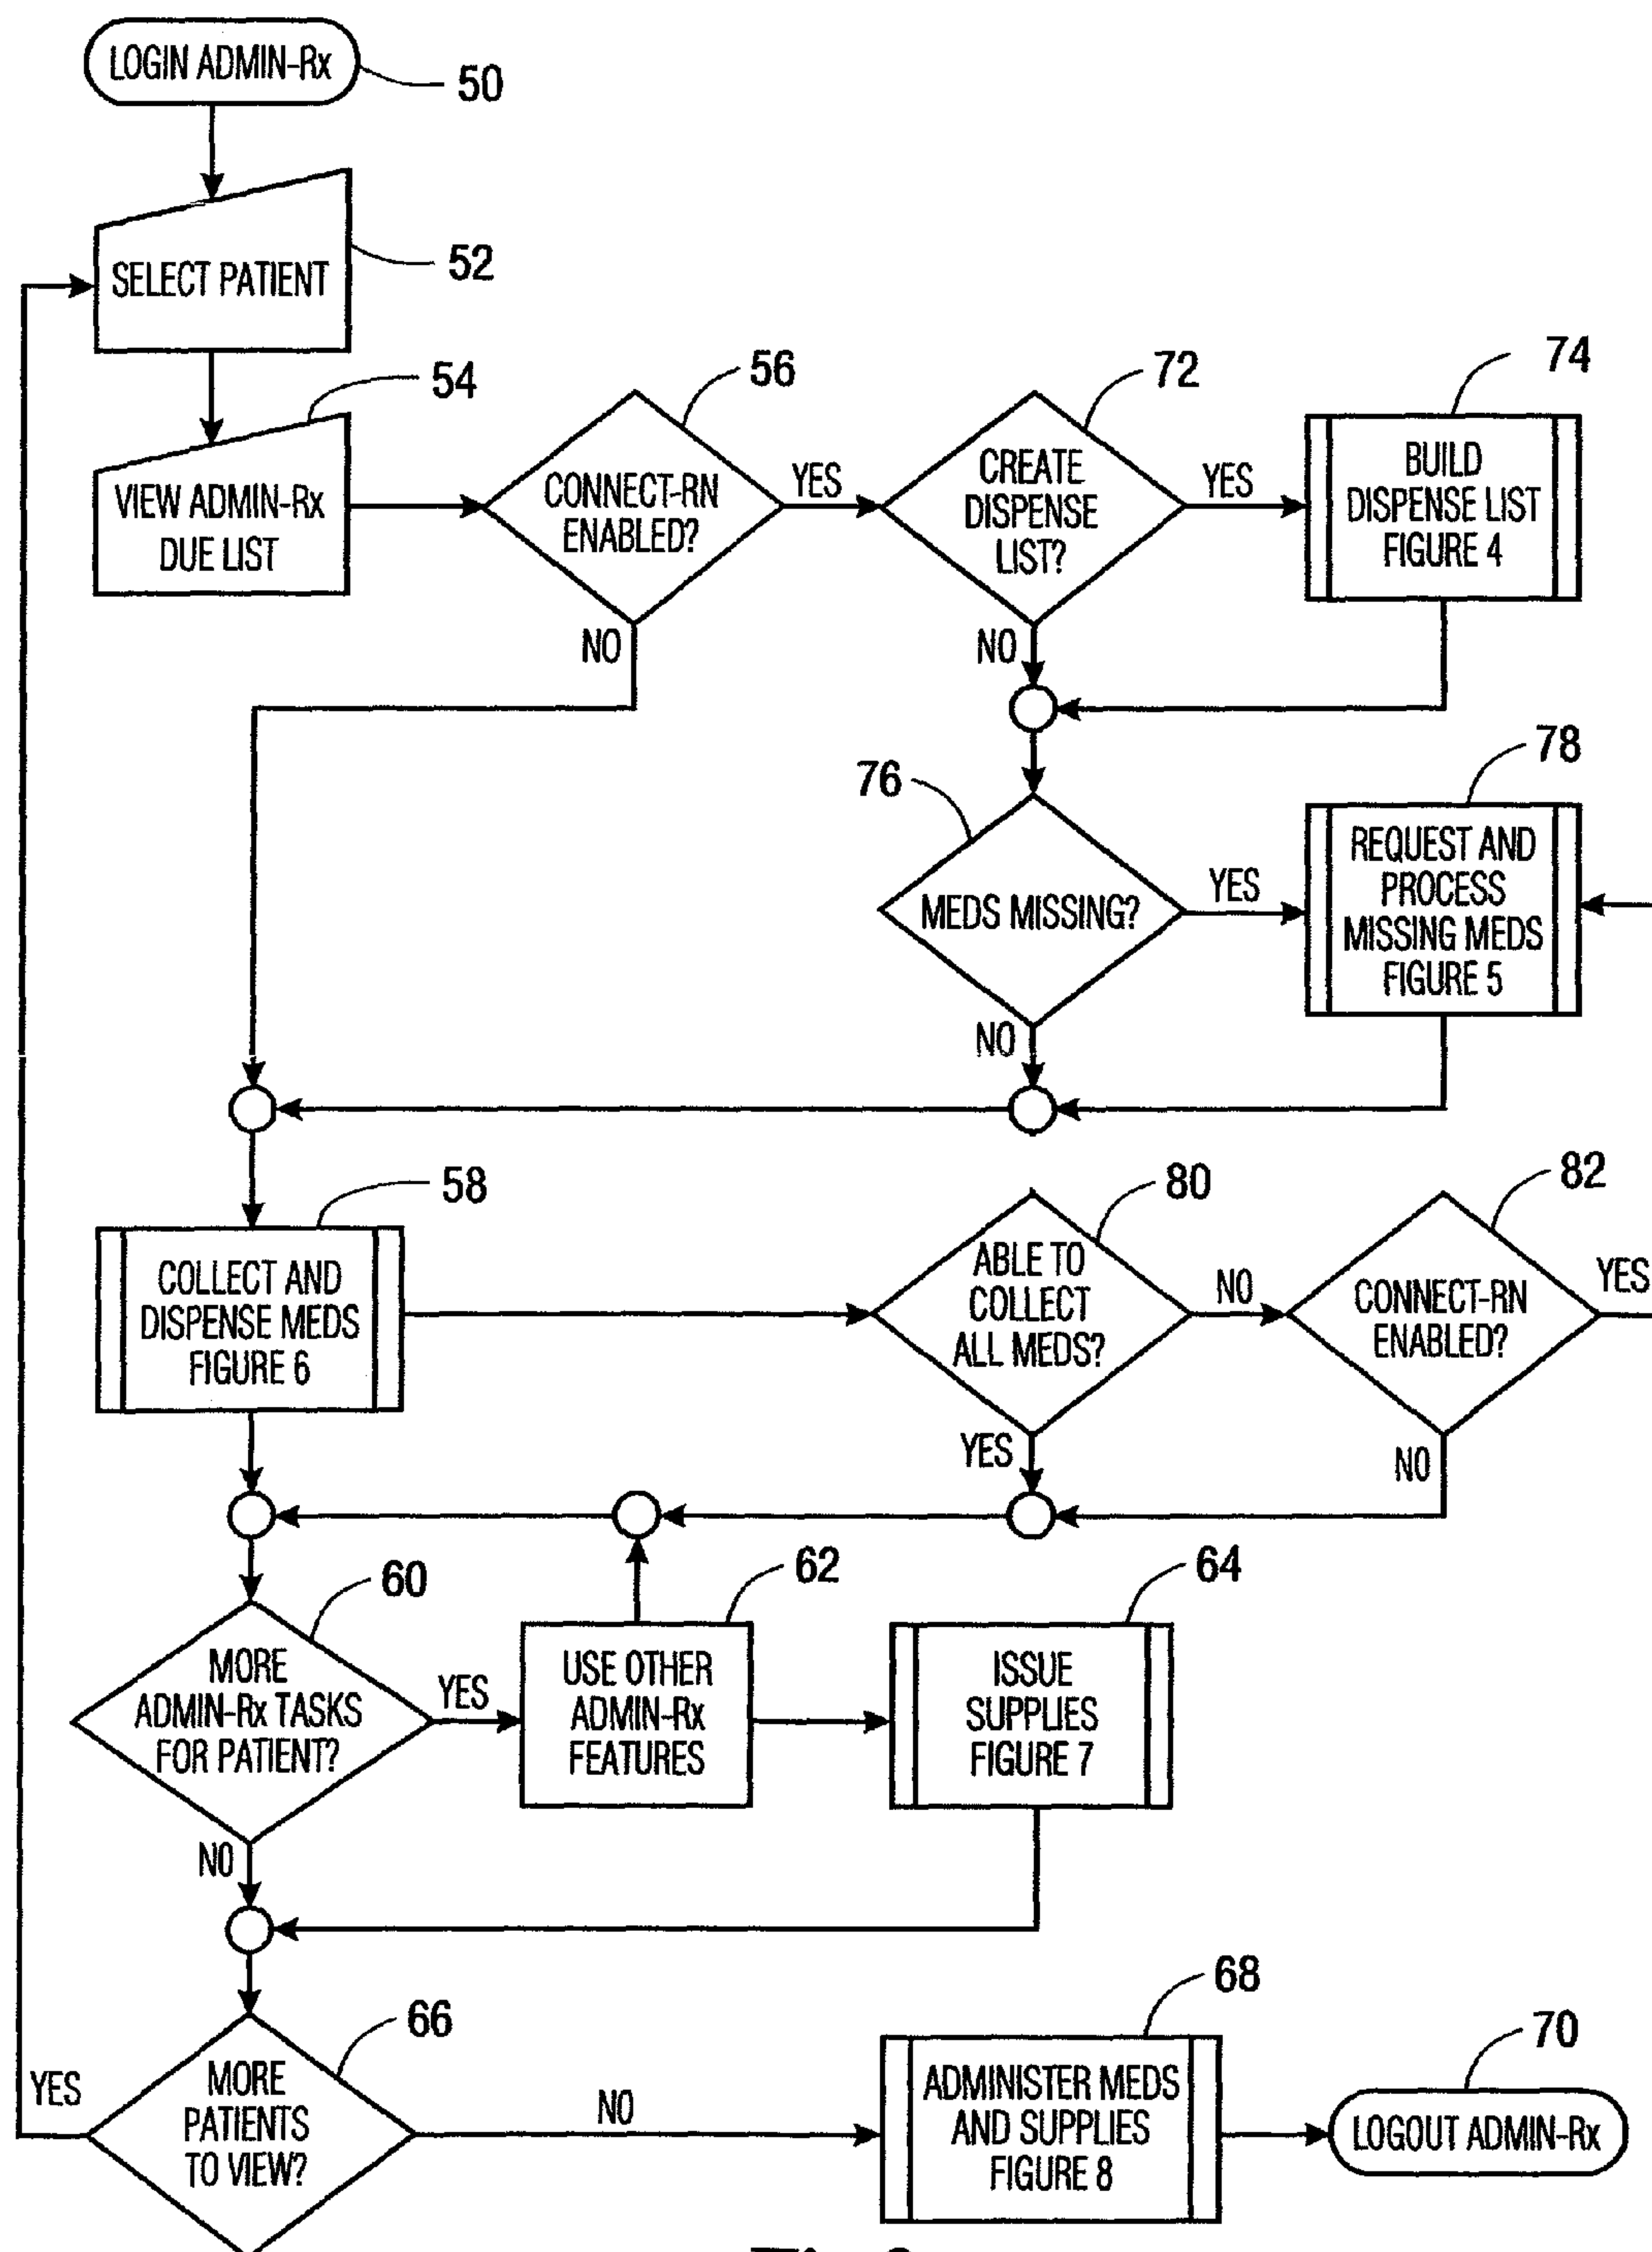 LOGIN ADMIN-Rx
50
SELECT PATIENT
52
54
VIEW ADMIN-Rx
DUE LIST
56
CONNECT-RN
ENABLED?
YES
NO
72
CREATE
DISPENSE
LIST?
YES
NO
74
BUILD
DISPENSE LIST
FIGURE 4
76
MEDS MISSING?
YES
NO
78
REQUEST AND
PROCESS
MISSING MEDS
FIGURE 5
58
COLLECT AND
DISPENSE MEDS
FIGURE 6
80
ABLE TO
COLLECT
ALL MEDS?
NO
YES
82
CONNECT-RN
ENABLED?
YES
NO
60
MORE
ADMIN-Rx TASKS
FOR PATIENT?
YES
NO
62
USE OTHER
ADMIN-Rx
FEATURES
64
ISSUE
SUPPLIES
FIGURE 7
66
MORE
PATIENTS
TO VIEW?
YES
NO
68
ADMINISTER MEDS
AND SUPPLIES
FIGURE 8
70
LOGOUT ADMIN-Rx